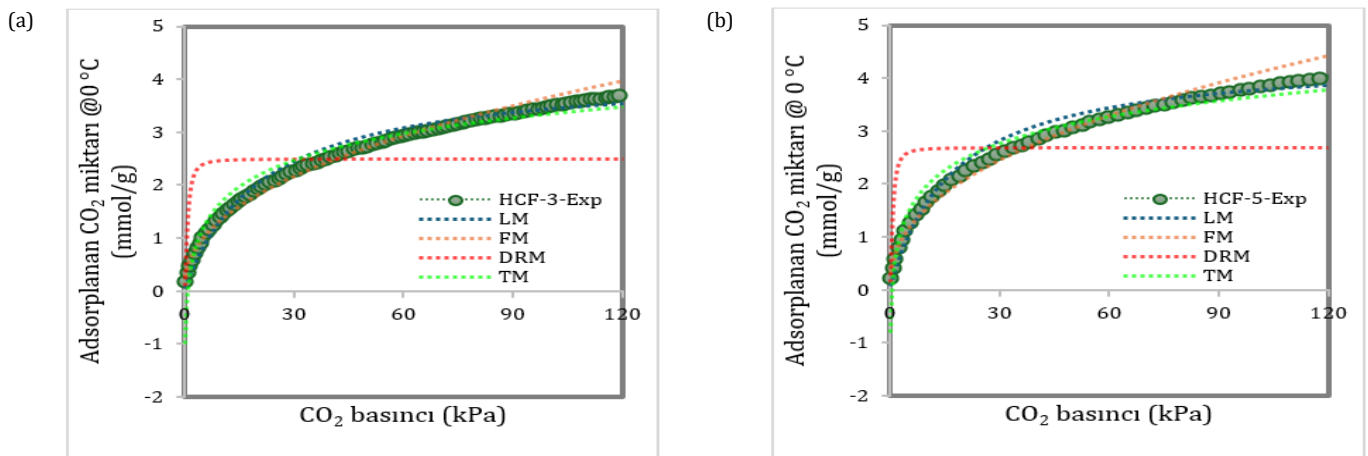 (a)
Adsorplanan CO₂ miktarı @0 °C
(mmol/g)
5
4
3
2
1
0
-1
-2
0
30
60
90
120
HCF-3-Exp
LM
FM
DRM
TM
CO₂ basıncı (kPa)
(b)
Adsorplanan CO₂ miktarı @ 0 °C
(mmol/g)
5
4
3
2
1
0
-1
-2
0
30
60
90
120
HCF-5-Exp
LM
FM
DRM
TM
CO₂ basıncı (kPa)